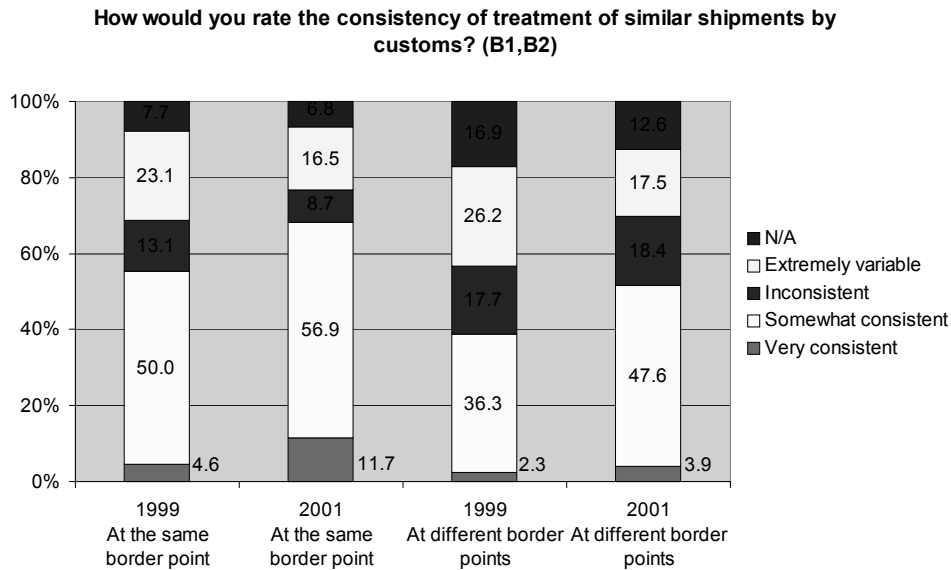 How would you rate the consistency of treatment of similar shipments by
customs? (B1,B2)
100%
80%
60%
40%
20%
0%
7.7
23.1
13.1
50.0
4.6
6.8
16.5
8.7
56.9
11.7
16.9
26.2
17.7
36.3
2.3
12.6
17.5
18.4
47.6
3.9
N/A
Extremely variable
Inconsistent
Somewhat consistent
Very consistent
1999
At the same
border point
2001
At the same
border point
1999
At different border
points
2001
At different border
points